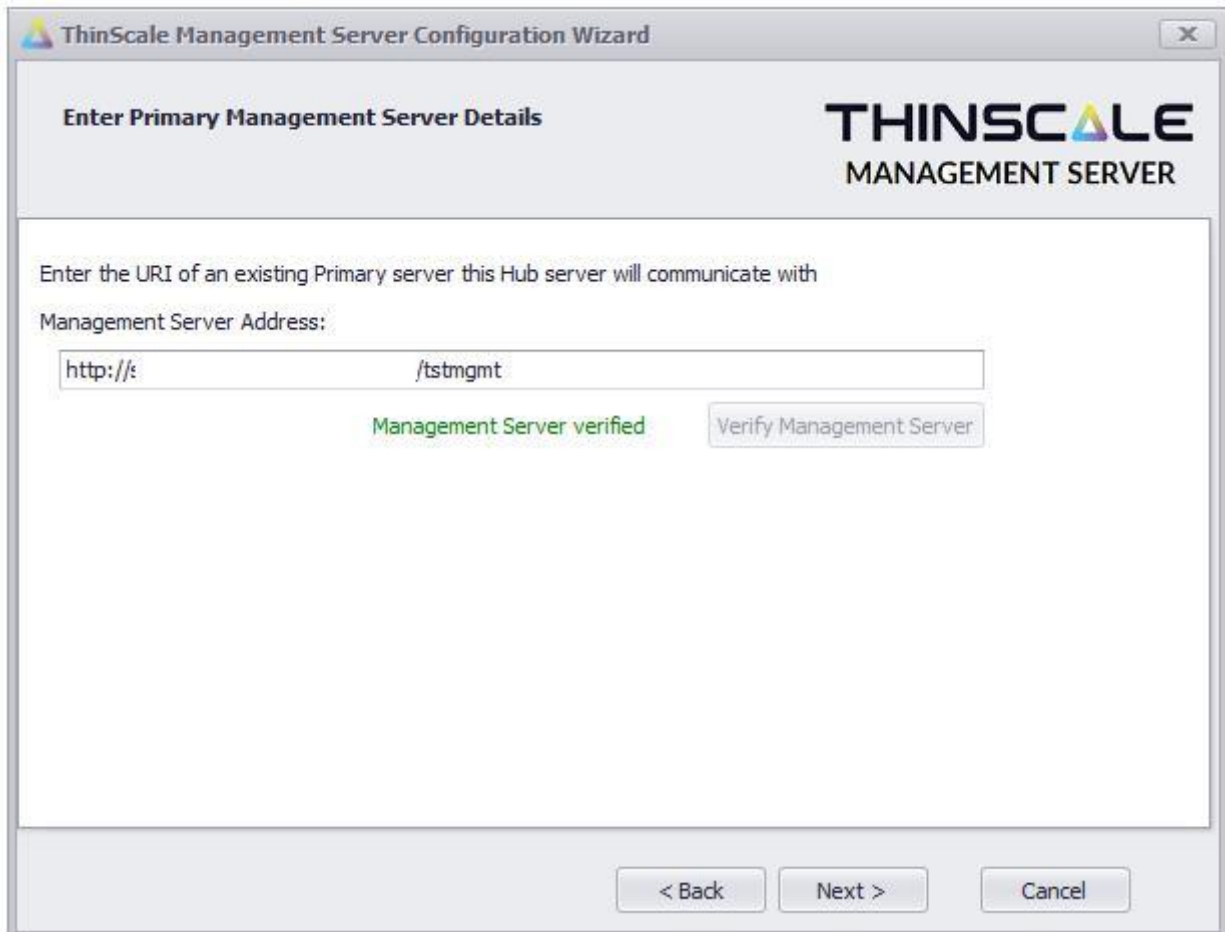 ThinScale Management Server Configuration Wizard
Enter Primary Management Server Details
THINSCALE
MANAGEMENT SERVER
Enter the URI of an existing Primary server this Hub server will communicate with
Management Server Address:
http://s /tstmgmt
Management Server verified
Verify Management Server
< Back
Next >
Cancel